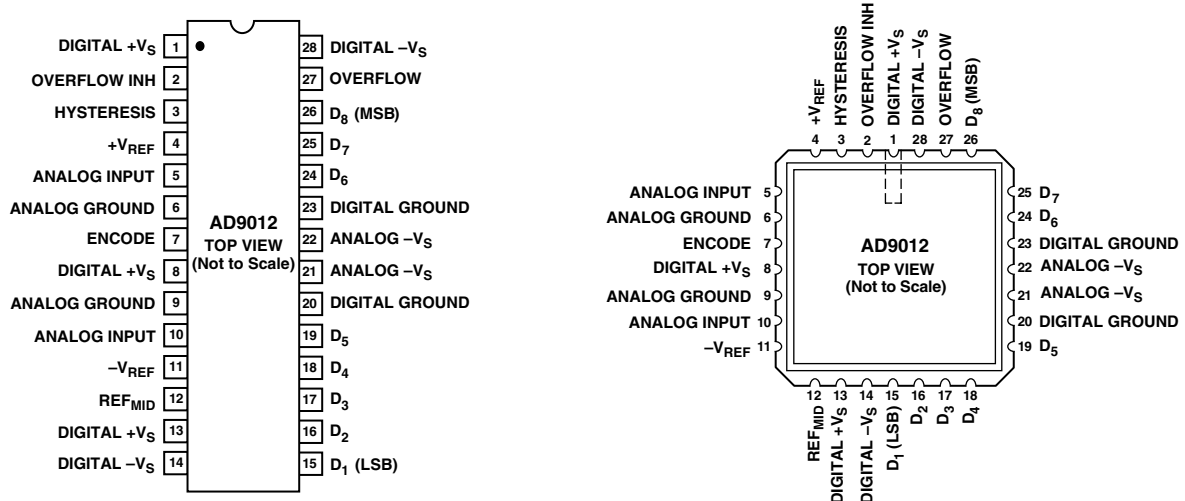 DIGITAL +VS 1
OVERFLOW INH 2
HYSTERESIS 3
+VREF 4
ANALOG INPUT 5
ANALOG GROUND 6
ENCODE 7
DIGITAL +VS 8
ANALOG GROUND 9
ANALOG INPUT 10
–VREF 11
REFMID 12
DIGITAL +VS 13
DIGITAL –VS 14
AD9012
TOP VIEW
(Not to Scale)
28 DIGITAL –VS
27 OVERFLOW
26 D8 (MSB)
25 D7
24 D6
23 DIGITAL GROUND
22 ANALOG –VS
21 ANALOG –VS
20 DIGITAL GROUND
19 D5
18 D4
17 D3
16 D2
15 D1 (LSB)
+VREF 4
HYSTERESIS 3
OVERFLOW INH 2
DIGITAL +VS 1
DIGITAL –VS 28
OVERFLOW 27
D8 (MSB) 26
ANALOG INPUT 5
ANALOG GROUND 6
ENCODE 7
DIGITAL +VS 8
ANALOG GROUND 9
ANALOG INPUT 10
–VREF 11
AD9012
TOP VIEW
(Not to Scale)
25 D7
24 D6
23 DIGITAL GROUND
22 ANALOG –VS
21 ANALOG –VS
20 DIGITAL GROUND
19 D5
12 REFMID
13 DIGITAL +VS
14 DIGITAL –VS
15 D1 (LSB)
16 D2
17 D3
18 D4